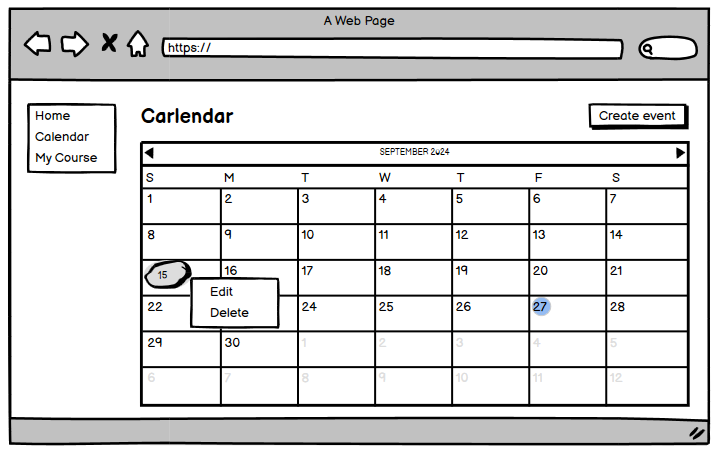 A Web Page
https://
Home
Calendar
My Course
Carlendar
Create event
SEPTEMBER 2024
S M T W T F S
1 2 3 4 5 6 7
8 9 10 11 12 13 14
15 16 17 18 19 20 21
Edit
Delete
22 24 25 26 27 28
29 30 1 2 3 4 5
6 7 8 9 10 11 12